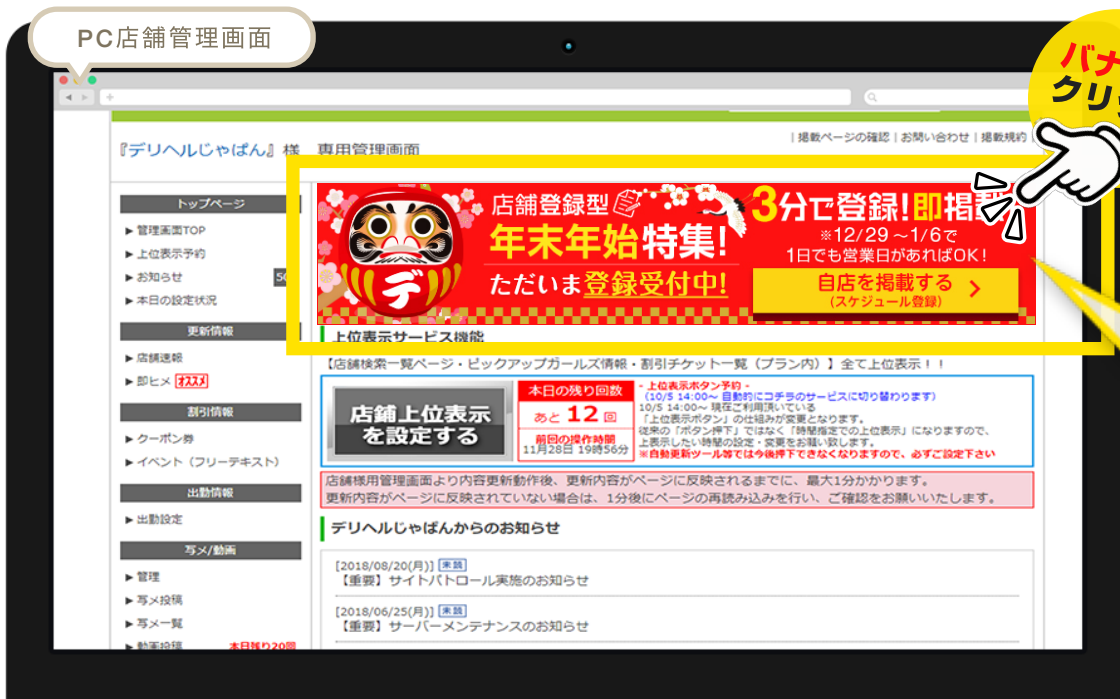 PC店舗管理画面
バナ
クリッ
『デリヘルじゃぱん』様 専用管理画面
| 掲載ページの確認 | お問い合わせ | 掲載規約
トップページ
▶ 管理画面TOP
▶ 上位表示予約
▶ お知らせ
▶ 本日の設定状況
更新情報
▶ 店舗速報
▶ 即ヒメ オススメ
割引情報
▶ クーポン券
▶ イベント（フリーテキスト）
出勤情報
▶ 出勤設定
写メ/動画
▶ 管理
▶ 写メ投稿
▶ 写メ一覧
▶ 動画投稿 本日残り20回
デ
店舗登録型
年末年始特集!
ただいま登録受付中!
3分で登録!即掲載
※12/29～1/6で
1日でも営業日があればOK!
自店を掲載する
(スケジュール登録)
上位表示サービス機能
【店舗検索一覧ページ・ピックアップガールズ情報・割引チケット一覧（プラン内）】全て上位表示！！
店舗上位表示
を設定する
本日の残り回数
あと 12 回
前回の操作時間
11月28日 19時56分
- 上位表示ボタン予約 -
（10/5 14:00～ 自動的にコチラのサービスに切り替わります）
10/5 14:00～ 現在ご利用頂いている
「上位表示ボタン」の仕組みが変更となります。
従来の「ボタン押下」ではなく「時間指定での上位表示」になりますので、
上表示したい時間の設定・変更をお願い致します。
※自動更新ツール等では今後押下できなくなりますので、必ずご設定下さい
店舗様用管理画面より内容更新動作後、更新内容がページに反映されるまでに、最大1分かかります。
更新内容がページに反映されていない場合は、1分後にページの再読み込みを行い、ご確認をお願いいたします。
デリヘルじゃぱんからのお知らせ
[2018/08/20(月)] 未読
【重要】サイトパトロール実施のお知らせ
[2018/06/25(月)] 未読
【重要】サーバーメンテナンスのお知らせ